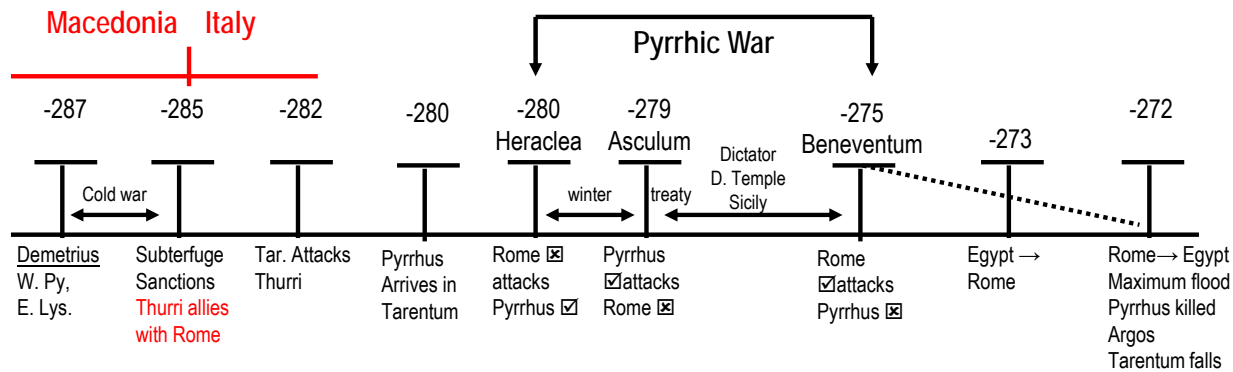 Macedonia Italy
Pyrrhic War
-287
-285
-282
-280
-280
Heraclea
-279
Asculum
Dictator
D. Temple
Sicily
-275
Beneventum
-273
-272
Cold war
winter
treaty
Demetrius
W. Py,
E. Lys.
Subterfuge
Sanctions
Thurri allies
with Rome
Tar. Attacks
Thurri
Pyrrhus
Arrives in
Tarentum
Rome ☒
attacks
Pyrrhus ☑
Pyrrhus
☑attacks
Rome ☒
Rome
☑attacks
Pyrrhus ☒
Egypt →
Rome
Rome→ Egypt
Maximum flood
Pyrrhus killed
Argos
Tarentum falls